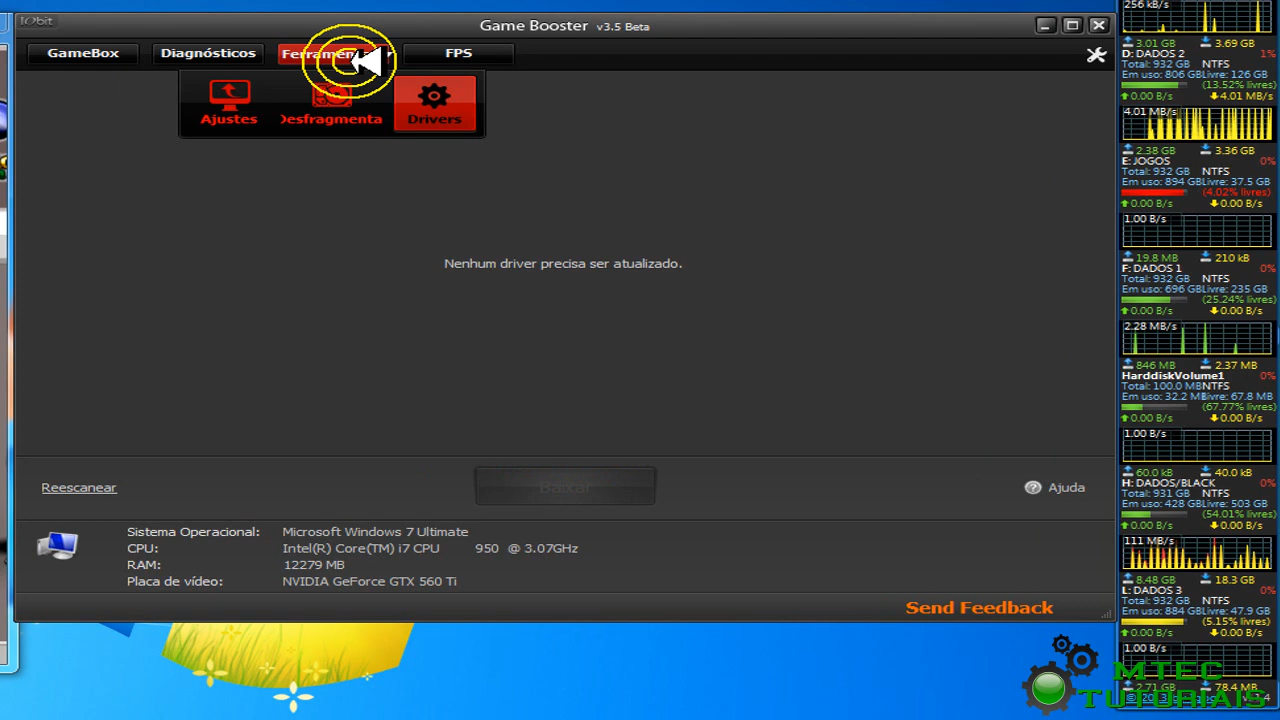 IObit
Game Booster v3.5 Beta
GameBox
Diagnósticos
FPS
Ajustes
Drivers
Nenhum driver precisa ser atualizado.
Reescanear
Baixar
Ajuda
Sistema Operacional: Microsoft Windows 7 Ultimate
CPU: Intel(R) Core(TM) i7 CPU 950 @ 3.07GHz
RAM: 12279 MB
Placa de vídeo: NVIDIA GeForce GTX 560 Ti
Send Feedback
256 kB/s
3.01 GB 3.69 GB
D: DADOS 2 1%
Total: 932 GB NTFS
Em uso: 806 GB Livre: 126 GB
(13.52% livres)
0.00 B/s 4.01 MB/s
4.01 MB/s
2.38 GB 3.36 GB
E: JOGOS 0%
Total: 932 GB NTFS
Em uso: 894 GB Livre: 37.5 GB
(4.02% livres)
0.00 B/s 0.00 B/s
1.00 B/s
19.8 MB 210 kB
F: DADOS 1 0%
Total: 932 GB NTFS
Em uso: 696 GB Livre: 235 GB
(25.24% livres)
0.00 B/s 0.00 B/s
2.28 MB/s
846 MB 2.37 MB
HarddiskVolume1 0%
Total: 100.0 MB NTFS
Em uso: 32.2 MB Livre: 67.8 MB
(67.77% livres)
0.00 B/s 0.00 B/s
1.00 B/s
60.0 kB 40.0 kB
H: DADOS/BLACK 0%
Total: 931 GB NTFS
Em uso: 428 GB Livre: 503 GB
(54.01% livres)
0.00 B/s 0.00 B/s
111 MB/s
8.48 GB 18.3 GB
L: DADOS 3 0%
Total: 932 GB NTFS
Em uso: 884 GB Livre: 47.9 GB
(5.15% livres)
0.00 B/s 0.00 B/s
1.00 B/s
2.71 GB 78.4 MB
MTEC
TUTORIAIS